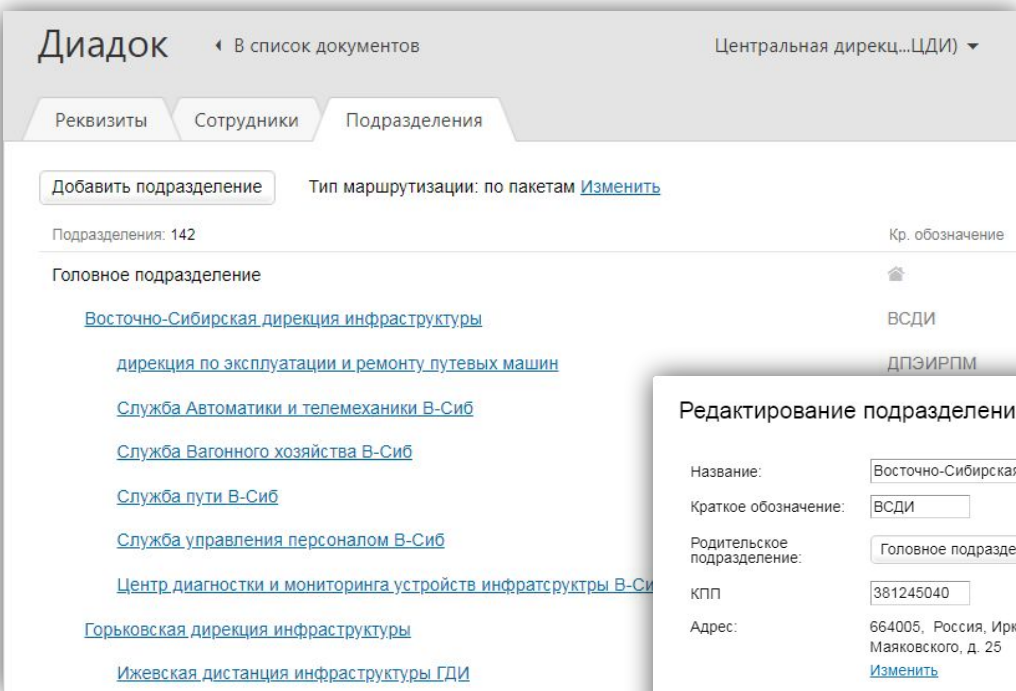 Диадок
В список документов
Центральная дирекц...ЦДИ)
Реквизиты
Сотрудники
Подразделения
Добавить подразделение
Тип маршрутизации: по пакетам Изменить
Подразделения: 142
Кр. обозначение
Головное подразделение
Восточно-Сибирская дирекция инфраструктуры
ВСДИ
дирекция по эксплуатации и ремонту путевых машин
ДПЭИРПМ
Служба Автоматики и телемеханики В-Сиб
Служба Вагонного хозяйства В-Сиб
Служба пути В-Сиб
Служба управления персоналом В-Сиб
Центр диагностки и мониторинга устройств инфратсруктры В-Си
Горьковская дирекция инфраструктуры
Ижевская дистанция инфраструктуры ГДИ
Редактирование подразделени
Название:
Восточно-Сибирская
Краткое обозначение:
ВСДИ
Родительское
подразделение:
Головное подразде
КПП
381245040
Адрес:
664005, Россия, Ирк
Маяковского, д. 25
Изменить